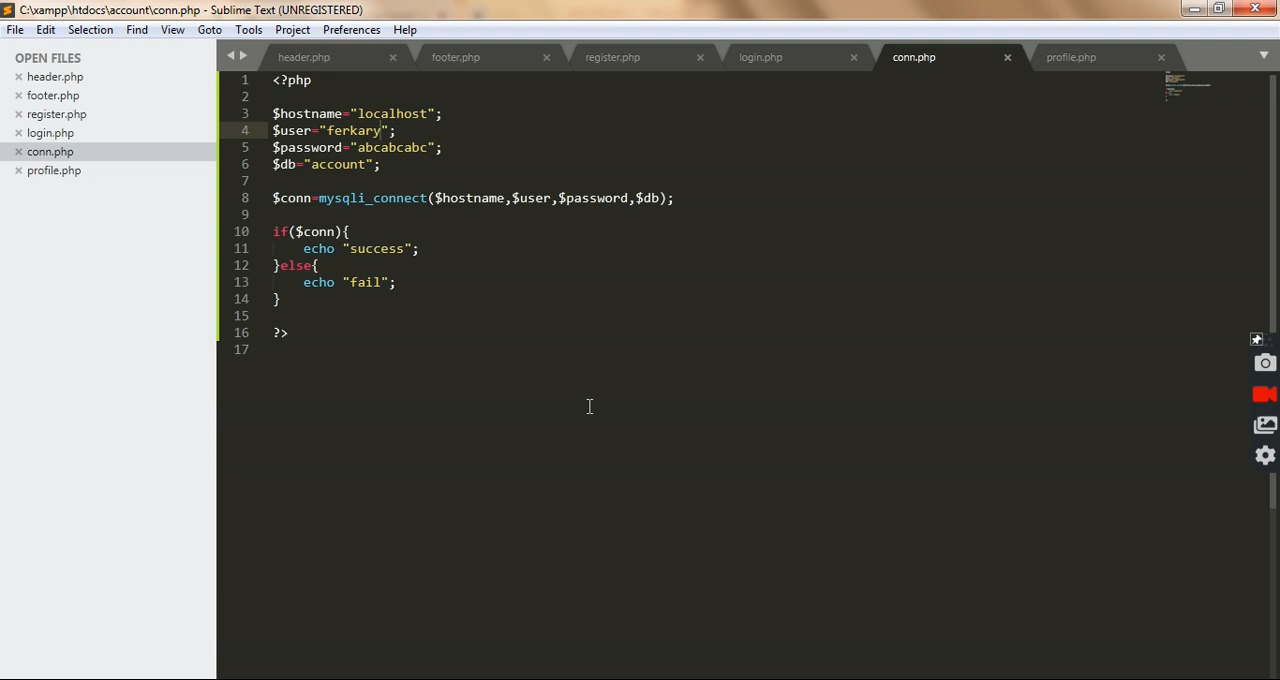 C:\xampp\htdocs\account\conn.php - Sublime Text (UNREGISTERED)
File Edit Selection Find View Goto Tools Project Preferences Help
OPEN FILES
header.php
footer.php
register.php
login.php
conn.php
profile.php
header.php footer.php register.php login.php conn.php profile.php
1 <?php
2
3 $hostname="localhost";
4 $user="ferkary";
5 $password="abcabcabc";
6 $db="account";
7
8 $conn=mysqli_connect($hostname,$user,$password,$db);
9
10 if($conn){
11 echo "success";
12 }else{
13 echo "fail";
14 }
15
16 ?>
17